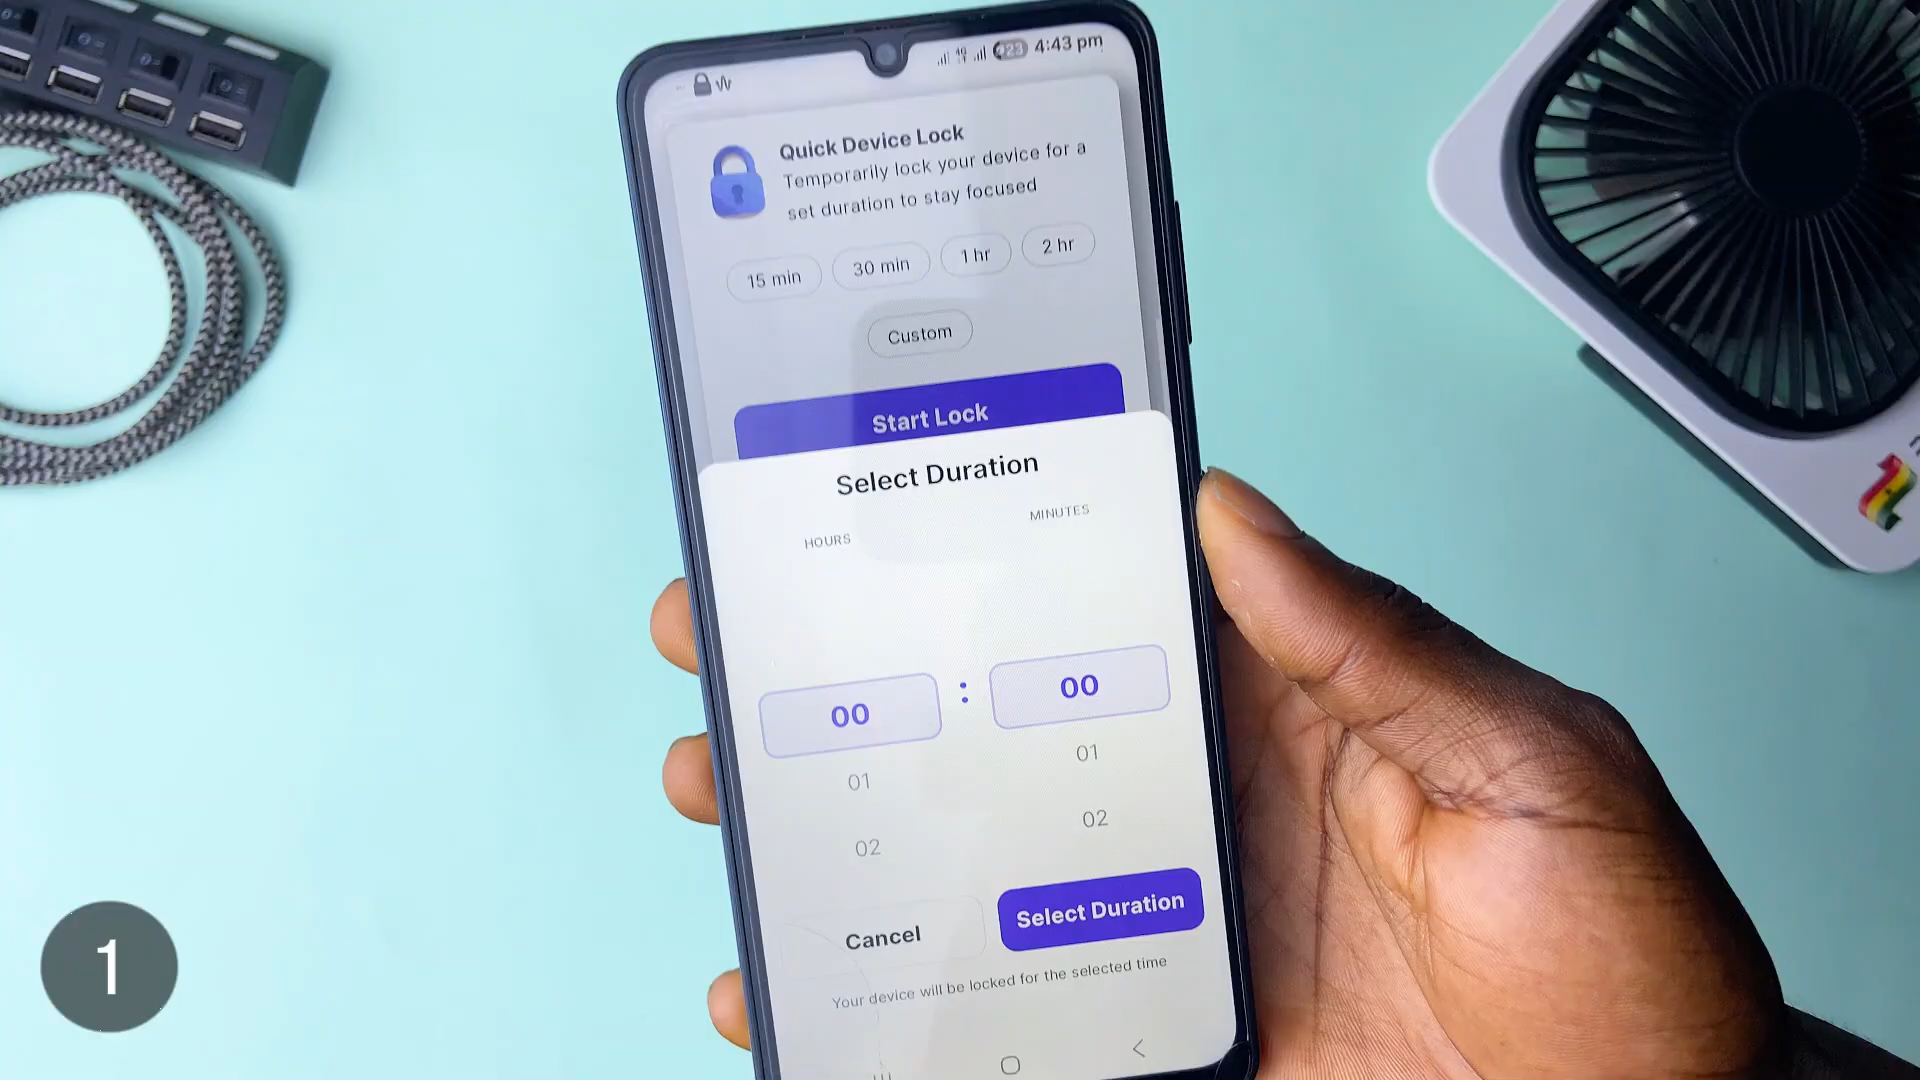 4G 23 4:43 pm
Quick Device Lock
Temporarily lock your device for a
set duration to stay focused
15 min 30 min 1 hr 2 hr
Custom
Start Lock
Select Duration
HOURS MINUTES
00 : 00
01 01
02 02
Cancel Select Duration
Your device will be locked for the selected time
1